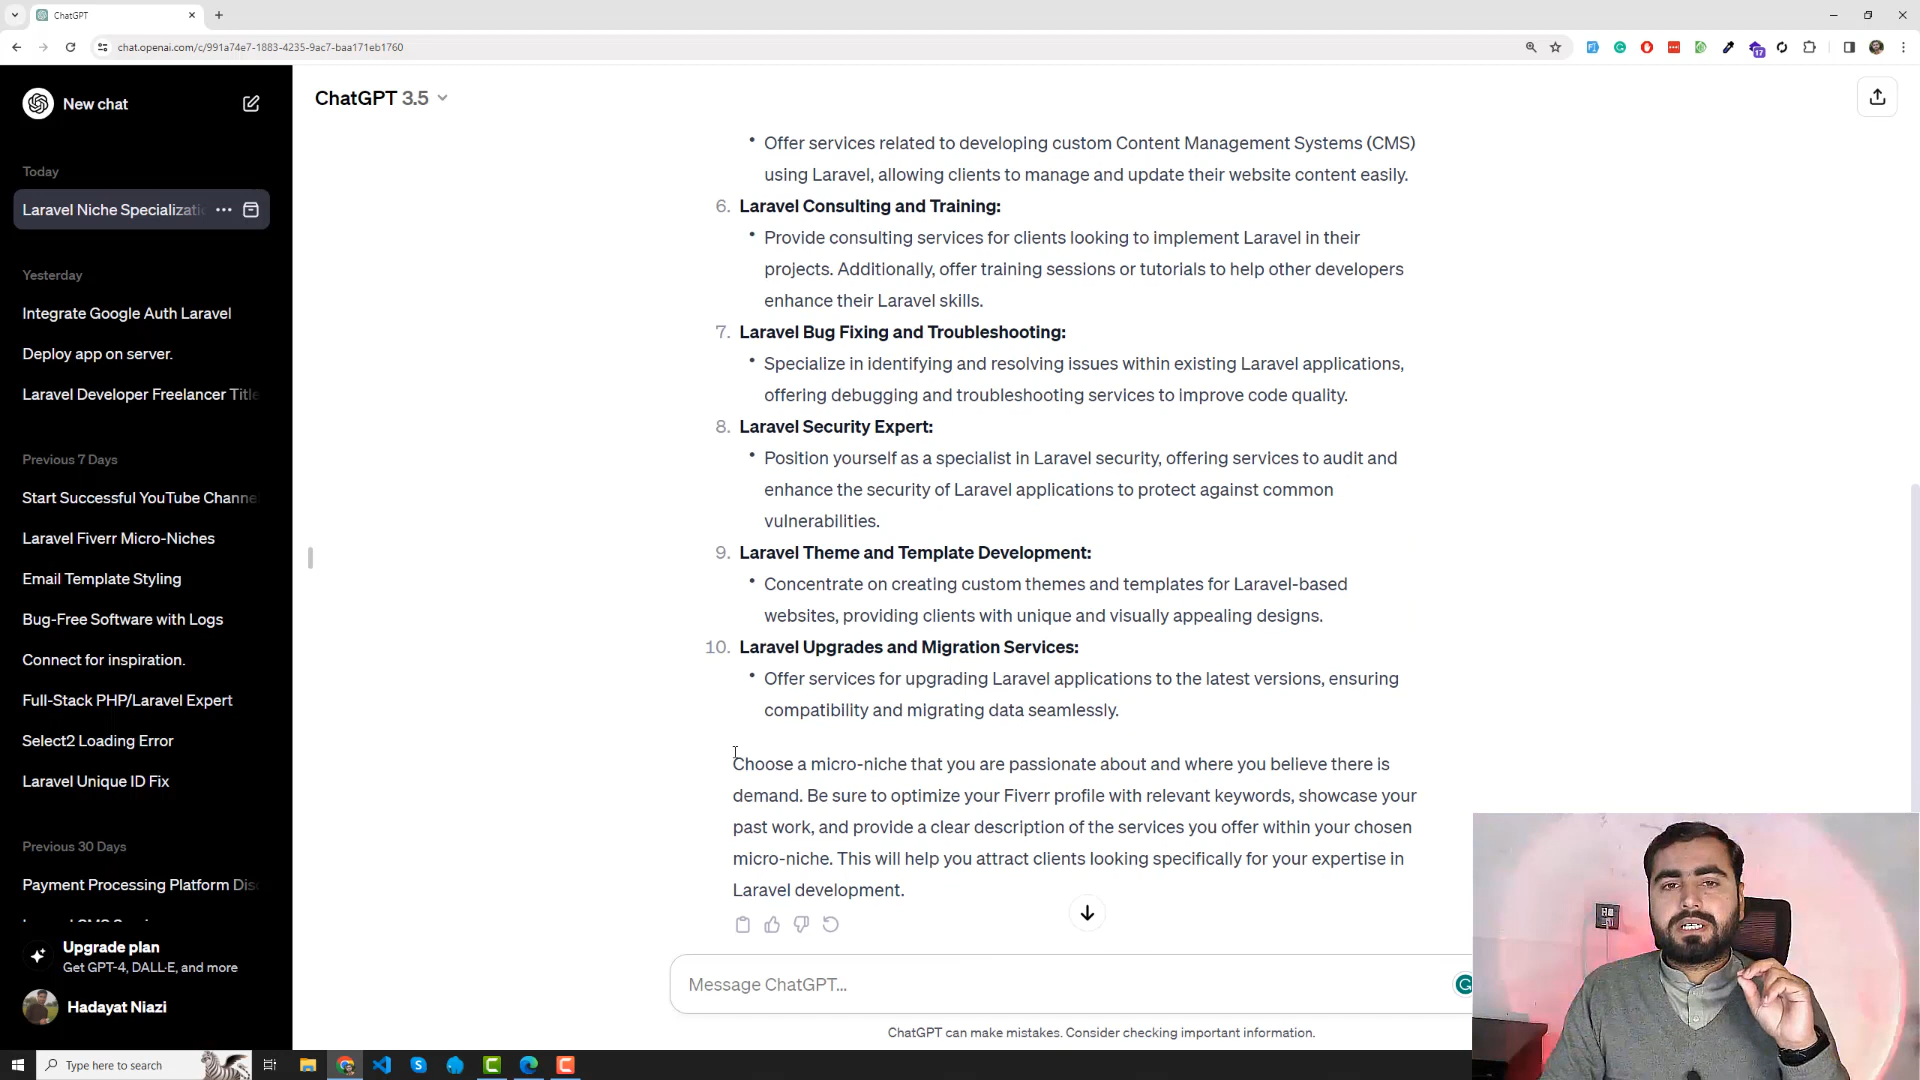 ChatGPT
chat.openai.com/c/991a74e7-1883-4235-9ac7-baa171eb1760
17
New chat
ChatGPT 3.5
Today
Laravel Niche Specializati
Yesterday
Integrate Google Auth Laravel
Deploy app on server.
Laravel Developer Freelancer Title
Previous 7 Days
Start Successful YouTube Channe
Laravel Fiverr Micro-Niches
Email Template Styling
Bug-Free Software with Logs
Connect for inspiration.
Full-Stack PHP/Laravel Expert
Select2 Loading Error
Laravel Unique ID Fix
Previous 30 Days
Payment Processing Platform Dis
Upgrade plan
Get GPT-4, DALL·E, and more
Hadayat Niazi
• Offer services related to developing custom Content Management Systems (CMS)
using Laravel, allowing clients to manage and update their website content easily.
6. Laravel Consulting and Training:
• Provide consulting services for clients looking to implement Laravel in their
projects. Additionally, offer training sessions or tutorials to help other developers
enhance their Laravel skills.
7. Laravel Bug Fixing and Troubleshooting:
• Specialize in identifying and resolving issues within existing Laravel applications,
offering debugging and troubleshooting services to improve code quality.
8. Laravel Security Expert:
• Position yourself as a specialist in Laravel security, offering services to audit and
enhance the security of Laravel applications to protect against common
vulnerabilities.
9. Laravel Theme and Template Development:
• Concentrate on creating custom themes and templates for Laravel-based
websites, providing clients with unique and visually appealing designs.
10. Laravel Upgrades and Migration Services:
• Offer services for upgrading Laravel applications to the latest versions, ensuring
compatibility and migrating data seamlessly.
Choose a micro-niche that you are passionate about and where you believe there is
demand. Be sure to optimize your Fiverr profile with relevant keywords, showcase your
past work, and provide a clear description of the services you offer within your chosen
micro-niche. This will help you attract clients looking specifically for your expertise in
Laravel development.
Message ChatGPT...
ChatGPT can make mistakes. Consider checking important information.
Type here to search